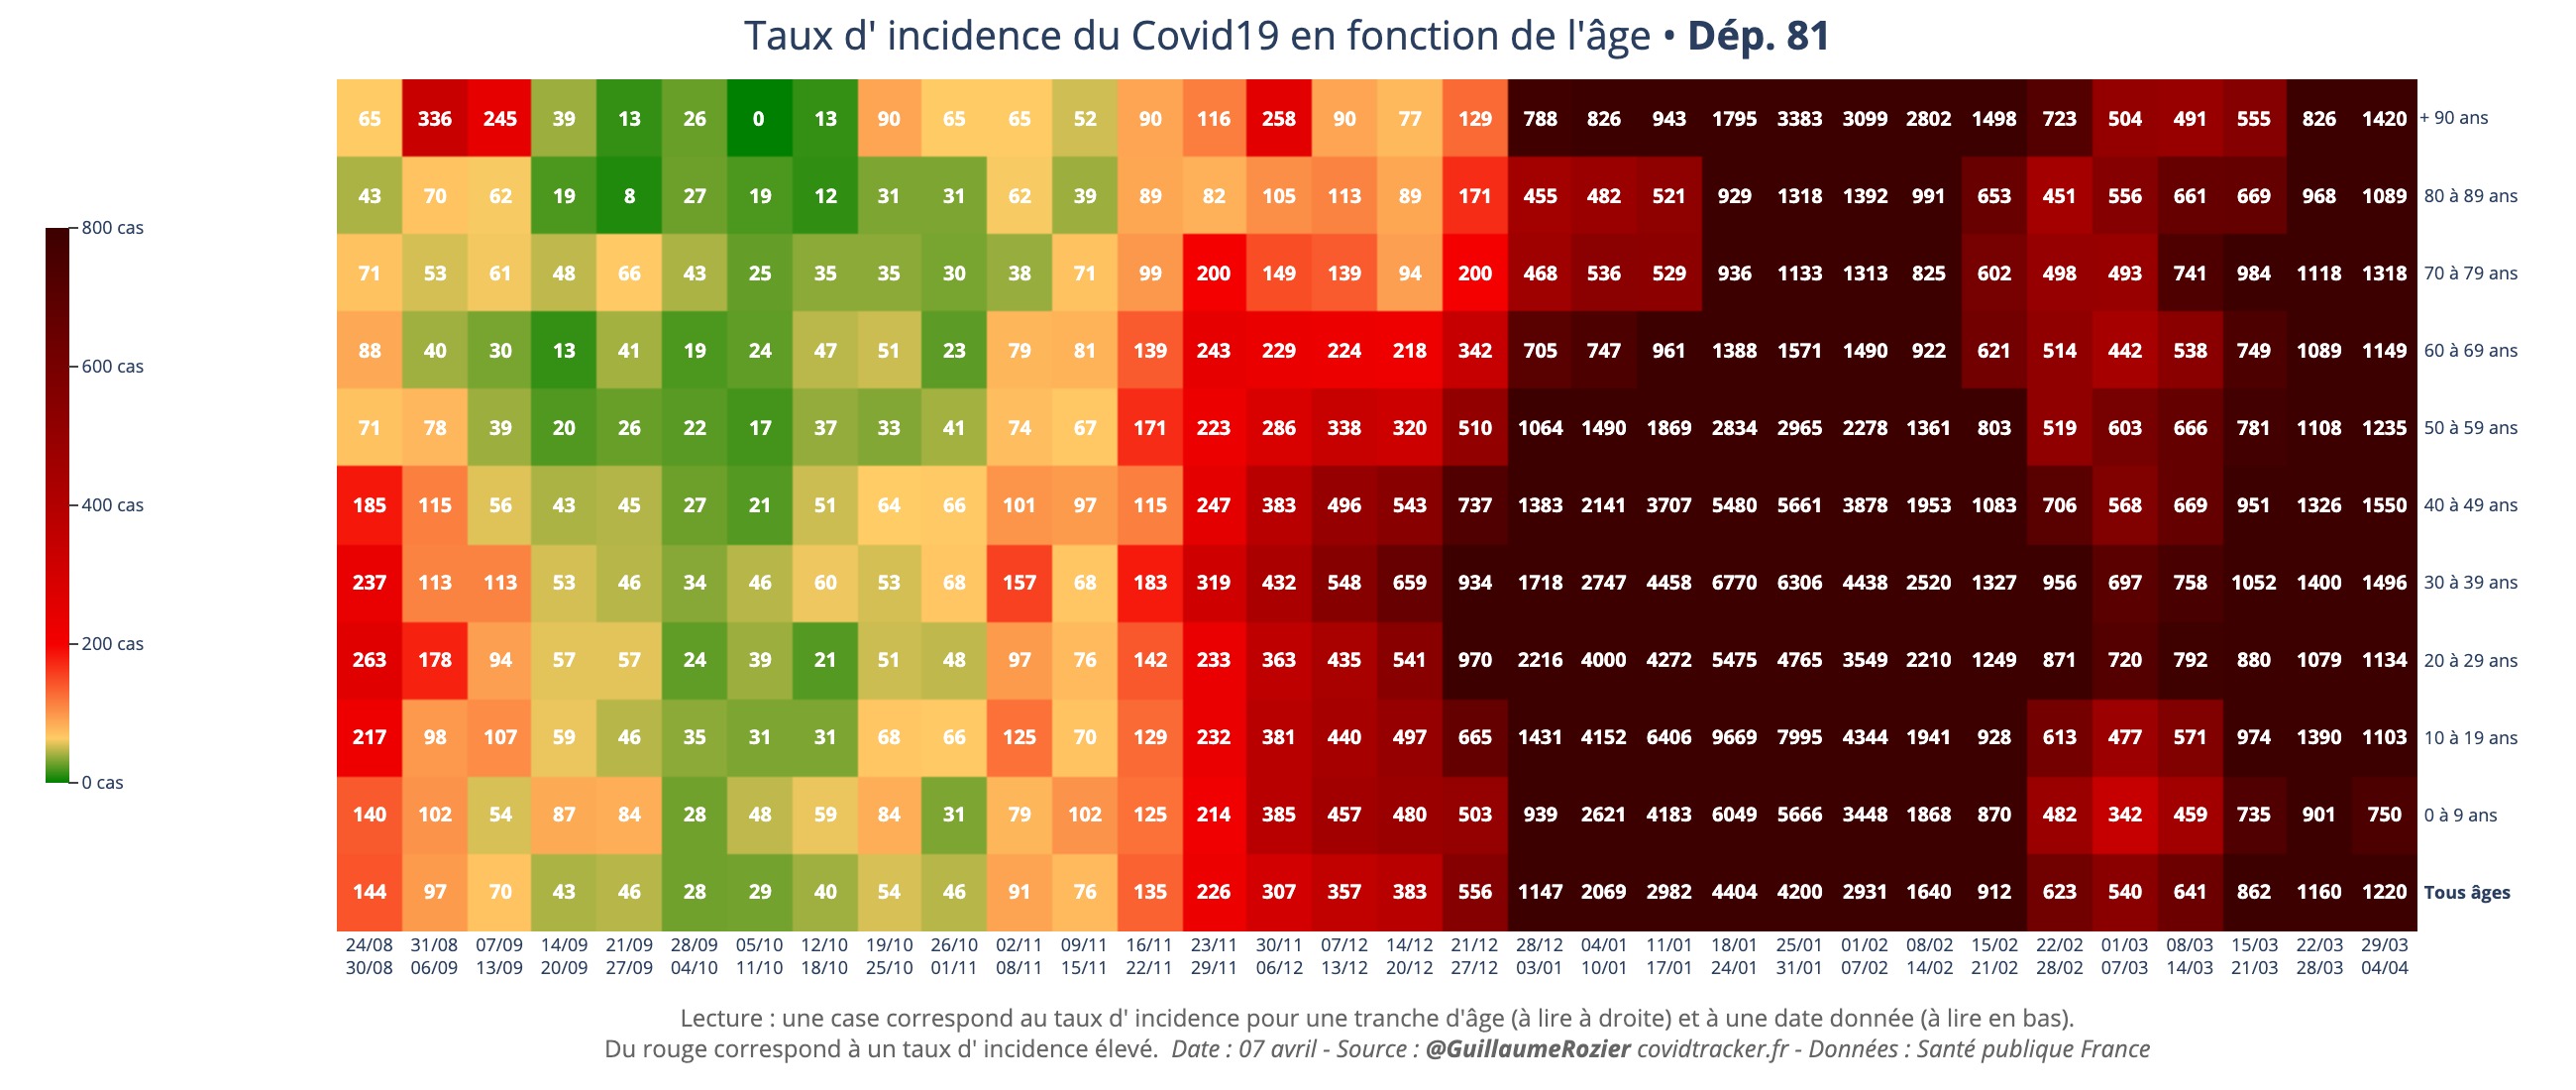 Taux d' incidence du Covid19 en fonction de l'âge • Dép. 81
65 336 245 39 13 26 0 13 90 65 65 52 90 116 258 90 77 129 788 826 943 1795 3383 3099 2802 1498 723 504 491 555 826 1420 + 90 ans
43 70 62 19 8 27 19 12 31 31 62 39 89 82 105 113 89 171 455 482 521 929 1318 1392 991 653 451 556 661 669 968 1089 80 à 89 ans
800 cas
71 53 61 48 66 43 25 35 35 30 38 71 99 200 149 139 94 200 468 536 529 936 1133 1313 825 602 498 493 741 984 1118 1318 70 à 79 ans
88 40 30 13 41 19 24 47 51 23 79 81 139 243 229 224 218 342 705 747 961 1388 1571 1490 922 621 514 442 538 749 1089 1149 60 à 69 ans
600 cas
71 78 39 20 26 22 17 37 33 41 74 67 171 223 286 338 320 510 1064 1490 1869 2834 2965 2278 1361 803 519 603 666 781 1108 1235 50 à 59 ans
400 cas
185 115 56 43 45 27 21 51 64 66 101 97 115 247 383 496 543 737 1383 2141 3707 5480 5661 3878 1953 1083 706 568 669 951 1326 1550 40 à 49 ans
237 113 113 53 46 34 46 60 53 68 157 68 183 319 432 548 659 934 1718 2747 4458 6770 6306 4438 2520 1327 956 697 758 1052 1400 1496 30 à 39 ans
200 cas
263 178 94 57 57 24 39 21 51 48 97 76 142 233 363 435 541 970 2216 4000 4272 5475 4765 3549 2210 1249 871 720 792 880 1079 1134 20 à 29 ans
217 98 107 59 46 35 31 31 68 66 125 70 129 232 381 440 497 665 1431 4152 6406 9669 7995 4344 1941 928 613 477 571 974 1390 1103 10 à 19 ans
0 cas
140 102 54 87 84 28 48 59 84 31 79 102 125 214 385 457 480 503 939 2621 4183 6049 5666 3448 1868 870 482 342 459 735 901 750 0 à 9 ans
144 97 70 43 46 28 29 40 54 46 91 76 135 226 307 357 383 556 1147 2069 2982 4404 4200 2931 1640 912 623 540 641 862 1160 1220 Tous âges
24/08 31/08 07/09 14/09 21/09 28/09 05/10 12/10 19/10 26/10 02/11 09/11 16/11 23/11 30/11 07/12 14/12 21/12 28/12 04/01 11/01 18/01 25/01 01/02 08/02 15/02 22/02 01/03 08/03 15/03 22/03 29/03
30/08 06/09 13/09 20/09 27/09 04/10 11/10 18/10 25/10 01/11 08/11 15/11 22/11 29/11 06/12 13/12 20/12 27/12 03/01 10/01 17/01 24/01 31/01 07/02 14/02 21/02 28/02 07/03 14/03 21/03 28/03 04/04
Lecture : une case correspond au taux d' incidence pour une tranche d'âge (à lire à droite) et à une date donnée (à lire en bas).
Du rouge correspond à un taux d' incidence élevé. Date : 07 avril - Source : @GuillaumeRozier covidtracker.fr - Données : Santé publique France